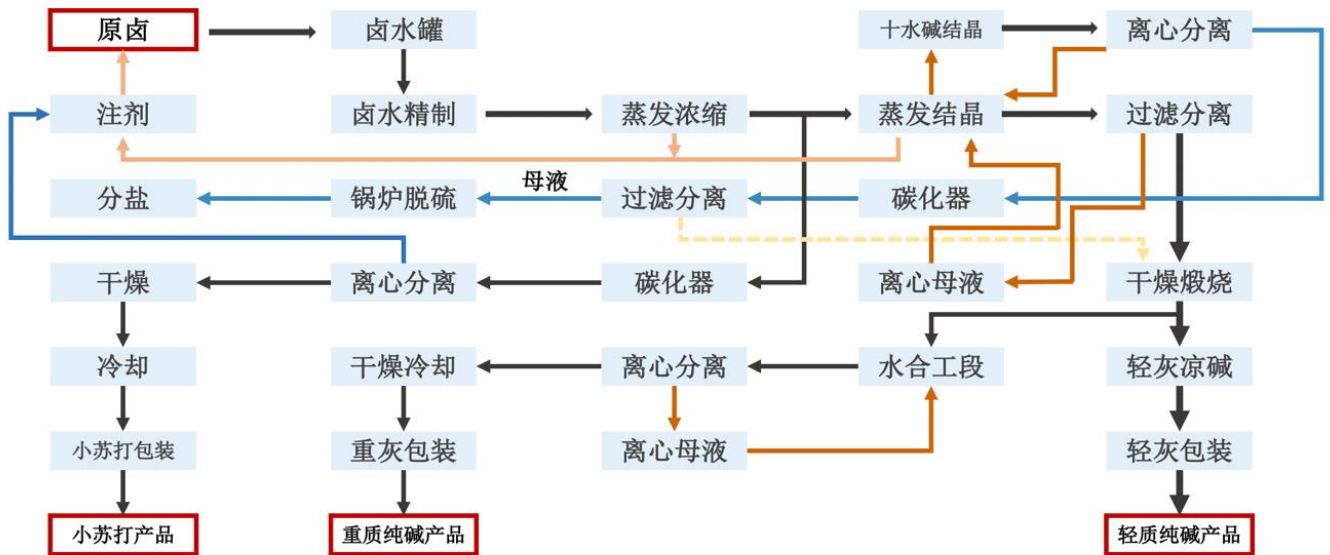 原卤
卤水罐
十水碱结晶
离心分离
注剂
卤水精制
蒸发浓缩
蒸发结晶
过滤分离
母液
分盐
锅炉脱硫
过滤分离
碳化器
干燥
离心分离
碳化器
离心母液
干燥煅烧
冷却
干燥冷却
离心分离
水合工段
轻灰凉碱
小苏打包装
重灰包装
离心母液
轻灰包装
小苏打产品
重质纯碱产品
轻质纯碱产品